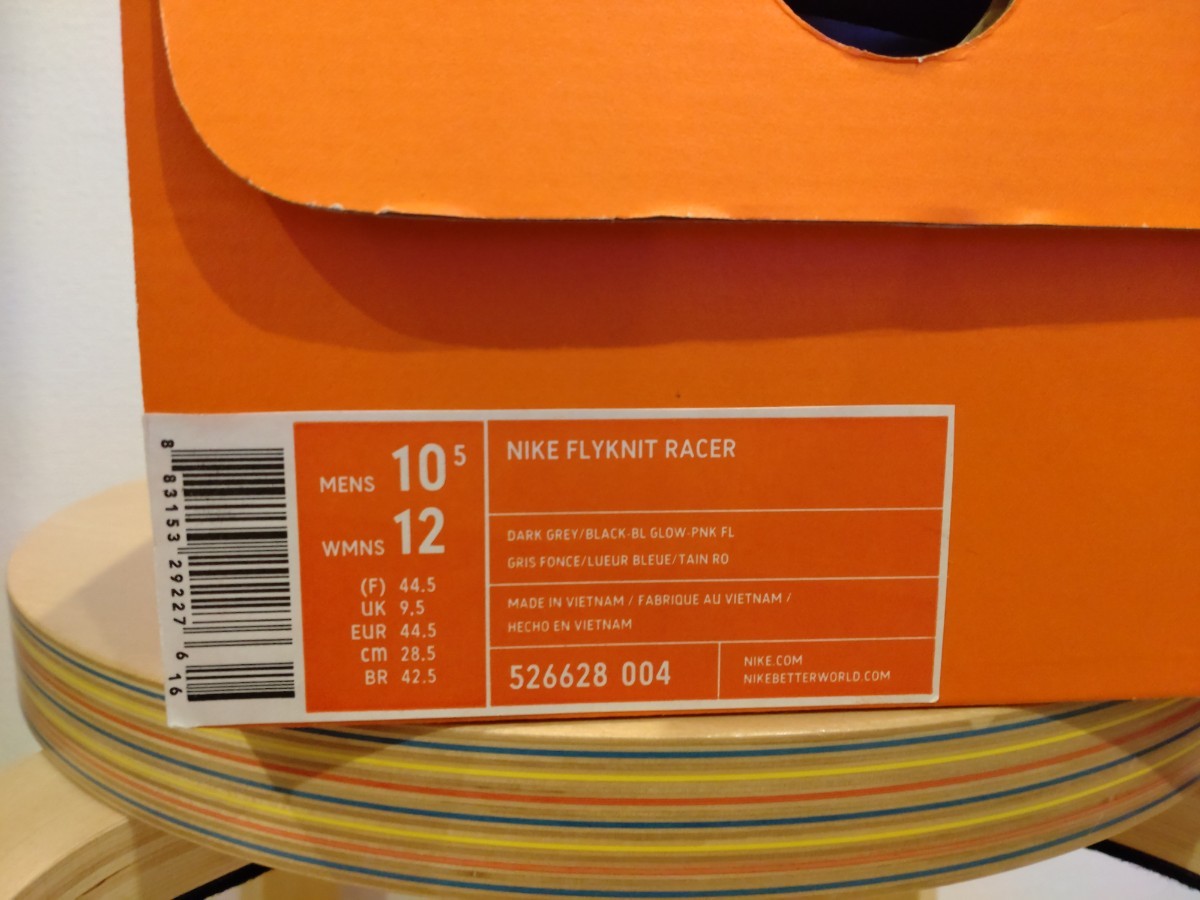 8 83153 29227 6 16
MENS 10 5
WMNS 12
(F) 44.5
UK 9,5
EUR 44.5
cm 28.5
BR 42.5
NIKE FLYKNIT RACER
DARK GREY/BLACK-BL GLOW-PNK FL
GRIS FONCE/LUEUR BLEUE/TAIN RO
MADE IN VIETNAM / FABRIQUE AU VIETNAM /
HECHO EN VIETNAM
526628 004
NIKE.COM
NIKEBETTERWORLD.COM